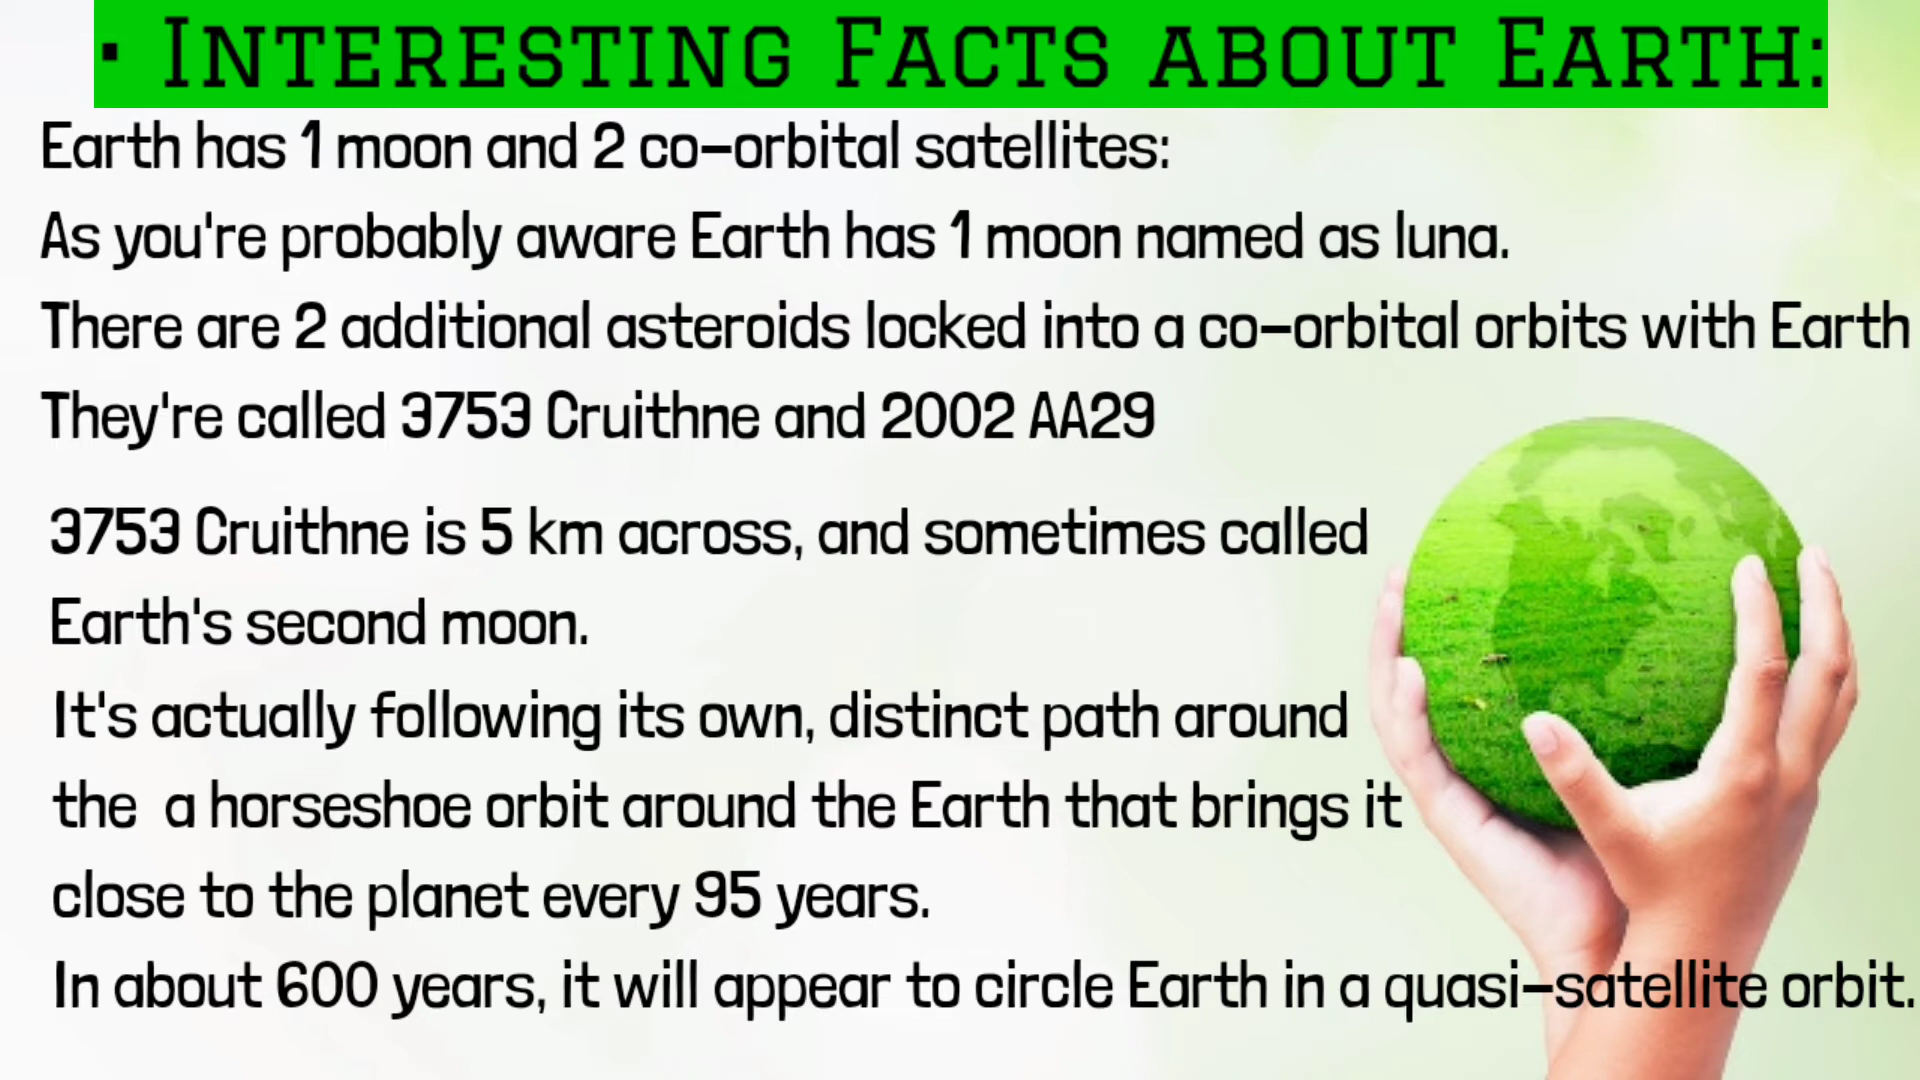 ▪ Interesting Facts about Earth:
Earth has 1 moon and 2 co-orbital satellites:
As you're probably aware Earth has 1 moon named as luna.
There are 2 additional asteroids locked into a co-orbital orbits with Earth
They're called 3753 Cruithne and 2002 AA29
3753 Cruithne is 5 km across, and sometimes called
Earth's second moon.
It's actually following its own, distinct path around
the  a horseshoe orbit around the Earth that brings it
close to the planet every 95 years.
In about 600 years, it will appear to circle Earth in a quasi-satellite orbit.